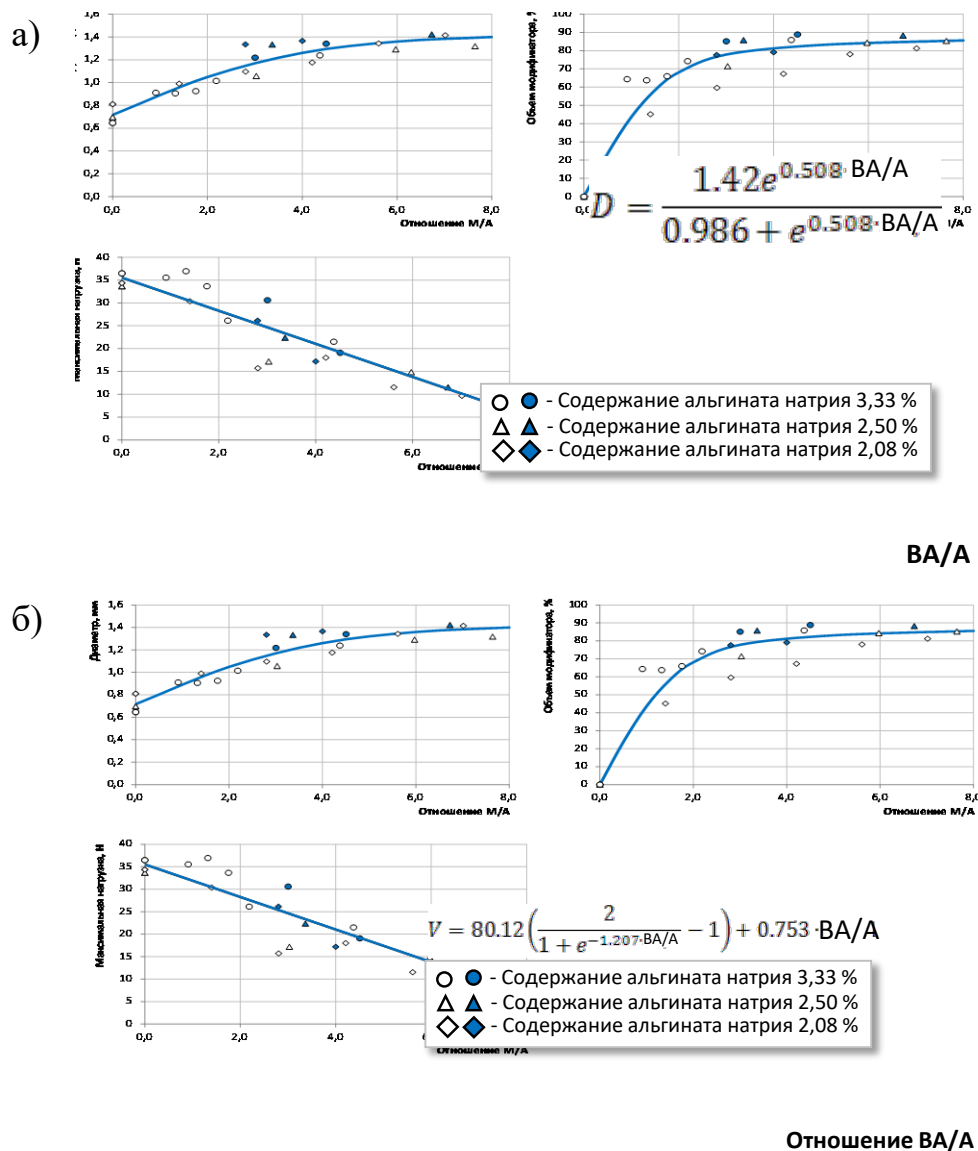 а)
Объем модификатора, %
1,6
1,4
1,2
1,0
0,8
0,6
0,4
0,2
0,0
0,0 2,0 4,0 6,0 8,0
Отношение М/А
100
90
80
70
60
50
40
30
20
10
0
8,0
D = 1.42e^{0.508·BA/A} / (0.986 + e^{0.508·BA/A})
Максимальная нагрузка, Н
40
35
30
25
20
15
10
5
0
0,0 2,0 4,0
Отношение
- Содержание альгината натрия 3,33 %
- Содержание альгината натрия 2,50 %
- Содержание альгината натрия 2,08 %
ВА/А
б)
Диаметр, мм
1,6
1,4
1,2
1,0
0,8
0,6
0,4
0,2
0,0
0,0 2,0 4,0 6,0 8,0
Отношение М/А
Объем модификатора, %
100
90
80
70
60
50
40
30
20
10
0
0,0 2,0 4,0 6,0 8,0
Отношение М/А
Максимальная нагрузка, Н
40
35
30
25
20
15
10
5
0
0,0 2,0 4,0
Отношение М/А
V = 80.12(2 / (1 + e^{-1.207·BA/A}) − 1) + 0.753·BA/A
- Содержание альгината натрия 3,33 %
- Содержание альгината натрия 2,50 %
- Содержание альгината натрия 2,08 %
Отношение ВА/А